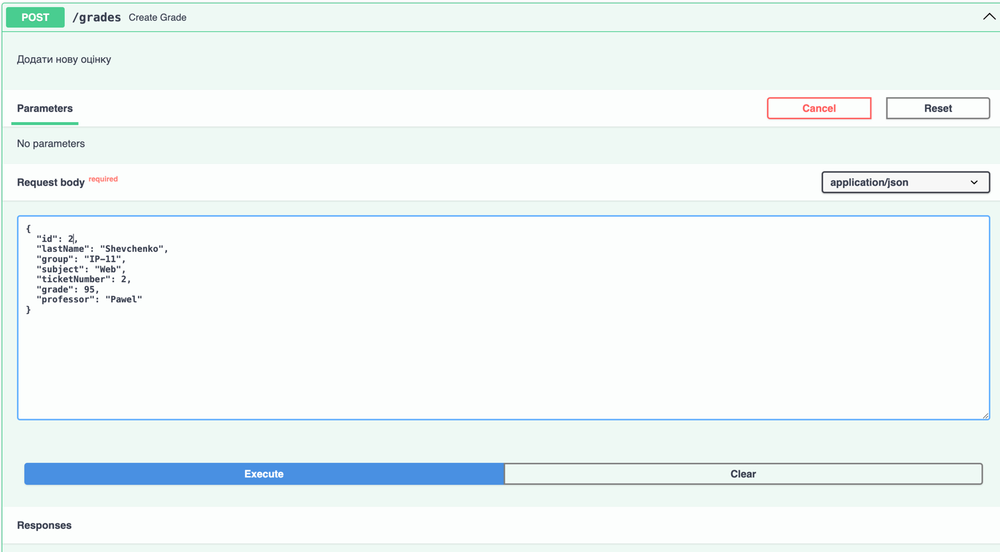 POST /grades Create Grade
Додати нову оцінку
Parameters Cancel Reset
No parameters
Request body required application/json
{
  "id": 2,
  "lastName": "Shevchenko",
  "group": "IP-11",
  "subject": "Web",
  "ticketNumber": 2,
  "grade": 95,
  "professor": "Pawel"
}
Execute Clear
Responses